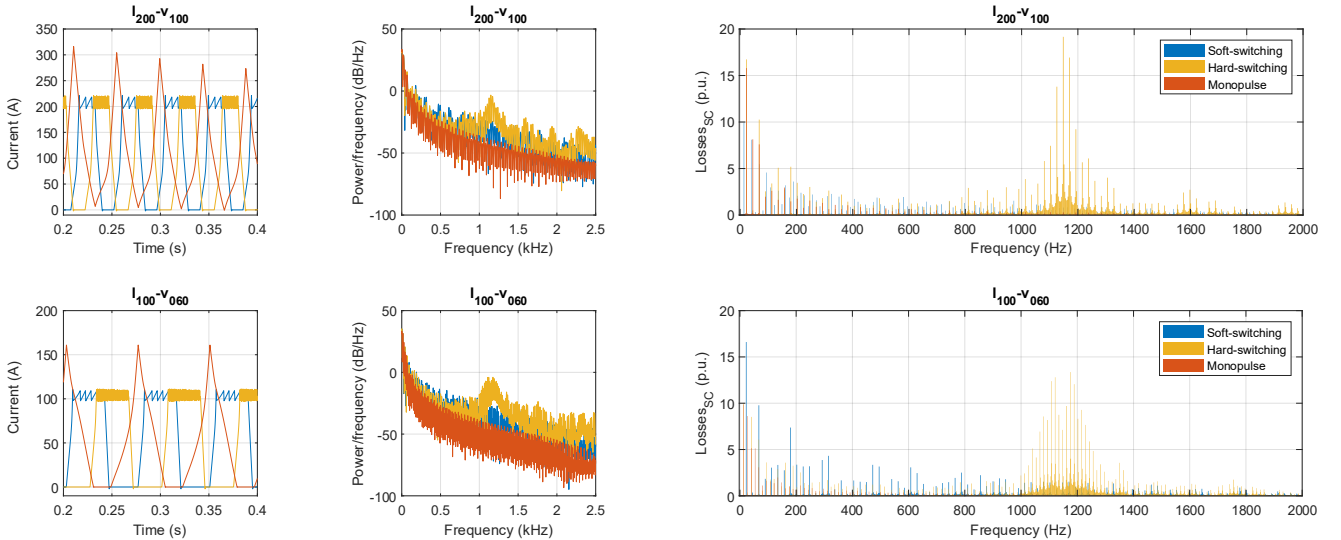 I200-v100
350
300
250
200
150
100
50
0
Current (A)
0.2 0.25 0.3 0.35 0.4
Time (s)
I200-v100
50
0
-50
-100
Power/frequency (dB/Hz)
0 0.5 1 1.5 2 2.5
Frequency (kHz)
I200-v100
20
15
10
5
0
LossesSC (p.u.)
Soft-switching
Hard-switching
Monopulse
0 200 400 600 800 1000 1200 1400 1600 1800 2000
Frequency (Hz)
I100-v060
200
150
100
50
0
Current (A)
0.2 0.25 0.3 0.35 0.4
Time (s)
I100-v060
50
0
-50
-100
Power/frequency (dB/Hz)
0 0.5 1 1.5 2 2.5
Frequency (kHz)
I100-v060
20
15
10
5
0
LossesSC (p.u.)
Soft-switching
Hard-switching
Monopulse
0 200 400 600 800 1000 1200 1400 1600 1800 2000
Frequency (Hz)